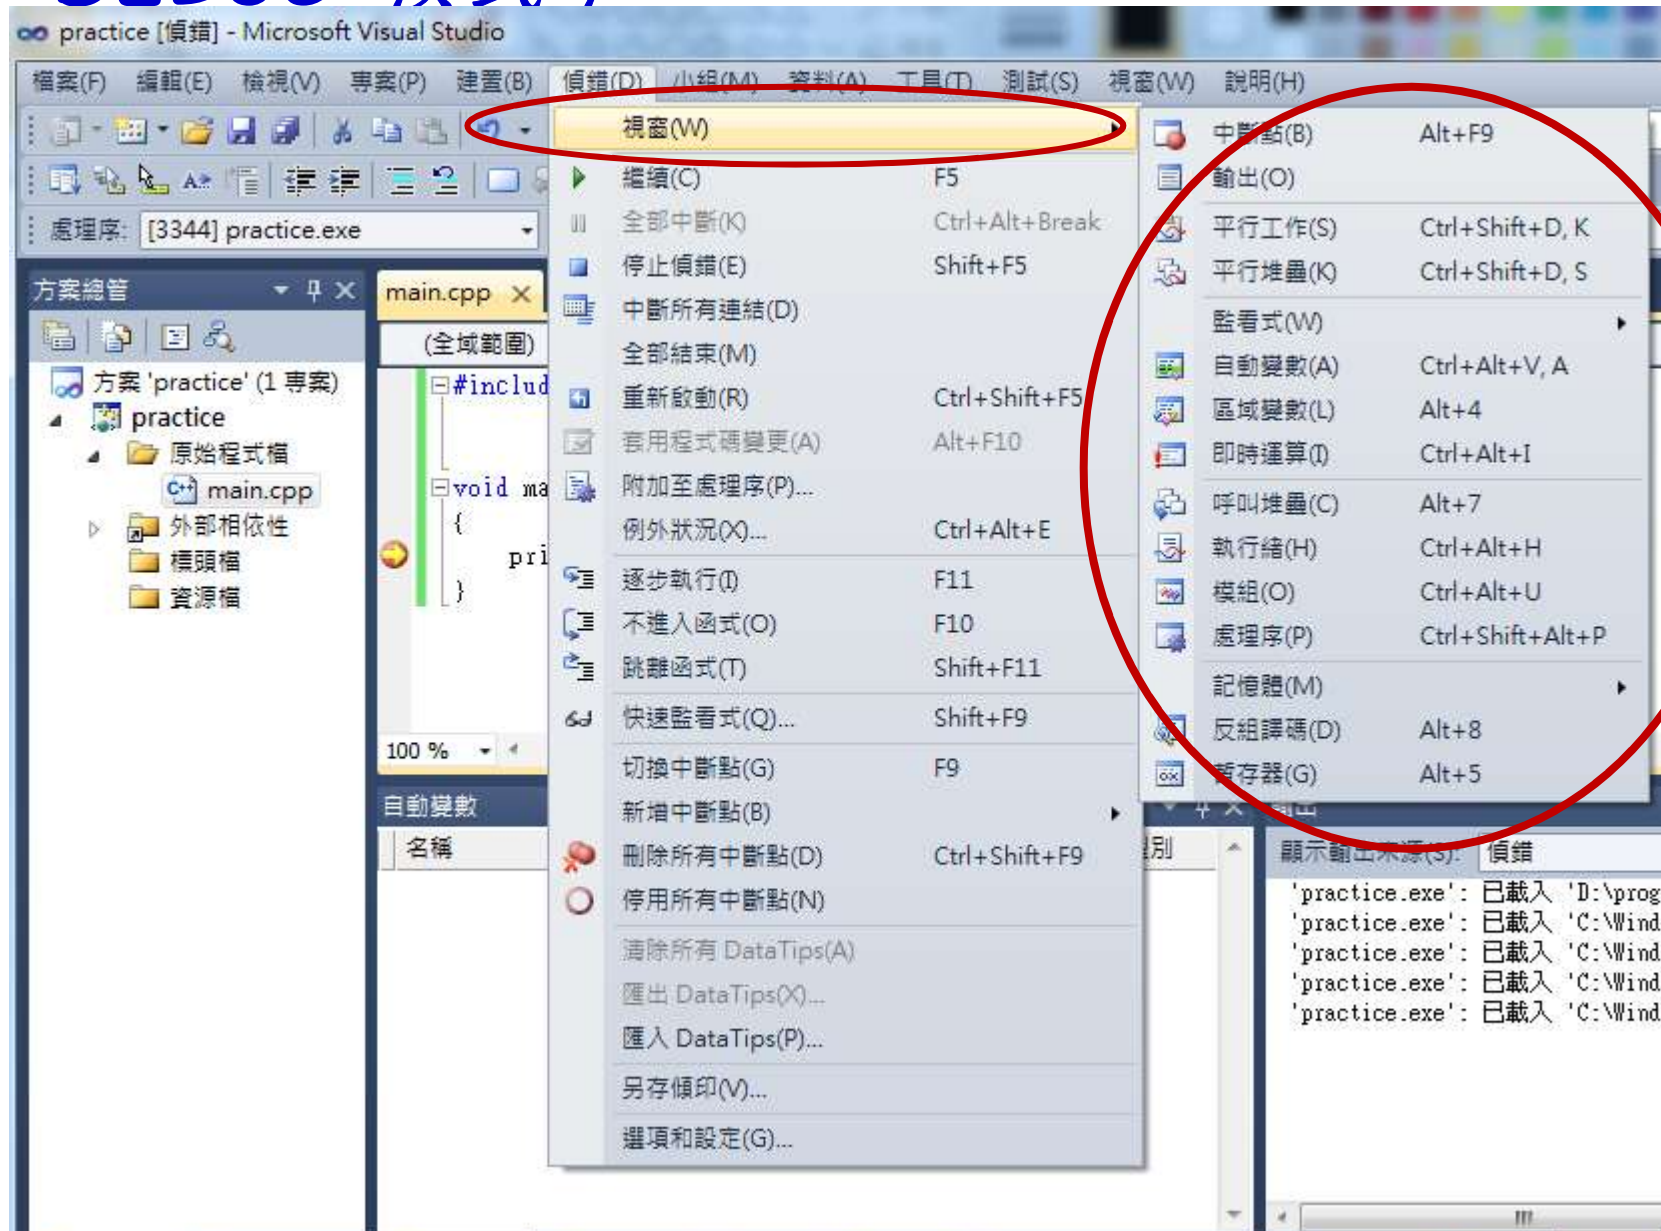 practice [偵錯] - Microsoft Visual Studio
檔案(F) 編輯(E) 檢視(V) 專案(P) 建置(B) 偵錯(D) 小組(M) 資料(A) 工具(T) 測試(S) 視窗(W) 說明(H)
處理序: [3344] practice.exe
方案總管
方案 'practice' (1 專案)
practice
原始程式檔
main.cpp
外部相依性
標頭檔
資源檔
main.cpp
(全域範圍)
#includ
void ma
{
pri
}
100 %
自動變數
名稱
視窗(W)
繼續(C) F5
全部中斷(K) Ctrl+Alt+Break
停止偵錯(E) Shift+F5
中斷所有連結(D)
全部結束(M)
重新啟動(R) Ctrl+Shift+F5
套用程式碼變更(A) Alt+F10
附加至處理序(P)...
例外狀況(X)... Ctrl+Alt+E
逐步執行(I) F11
不進入函式(O) F10
跳離函式(T) Shift+F11
快速監看式(Q)... Shift+F9
切換中斷點(G) F9
新增中斷點(B)
刪除所有中斷點(D) Ctrl+Shift+F9
停用所有中斷點(N)
清除所有 DataTips(A)
匯出 DataTips(X)...
匯入 DataTips(P)...
另存傾印(V)...
選項和設定(G)...
中斷點(B) Alt+F9
輸出(O)
平行工作(S) Ctrl+Shift+D, K
平行堆疊(K) Ctrl+Shift+D, S
監看式(W)
自動變數(A) Ctrl+Alt+V, A
區域變數(L) Alt+4
即時運算(I) Ctrl+Alt+I
呼叫堆疊(C) Alt+7
執行緒(H) Ctrl+Alt+H
模組(O) Ctrl+Alt+U
處理序(P) Ctrl+Shift+Alt+P
記憶體(M)
反組譯碼(D) Alt+8
暫存器(G) Alt+5
別
輸出
顯示輸出來源(S): 偵錯
'practice.exe': 已載入 'D:\prog
'practice.exe': 已載入 'C:\Wind
'practice.exe': 已載入 'C:\Wind
'practice.exe': 已載入 'C:\Wind
'practice.exe': 已載入 'C:\Wind